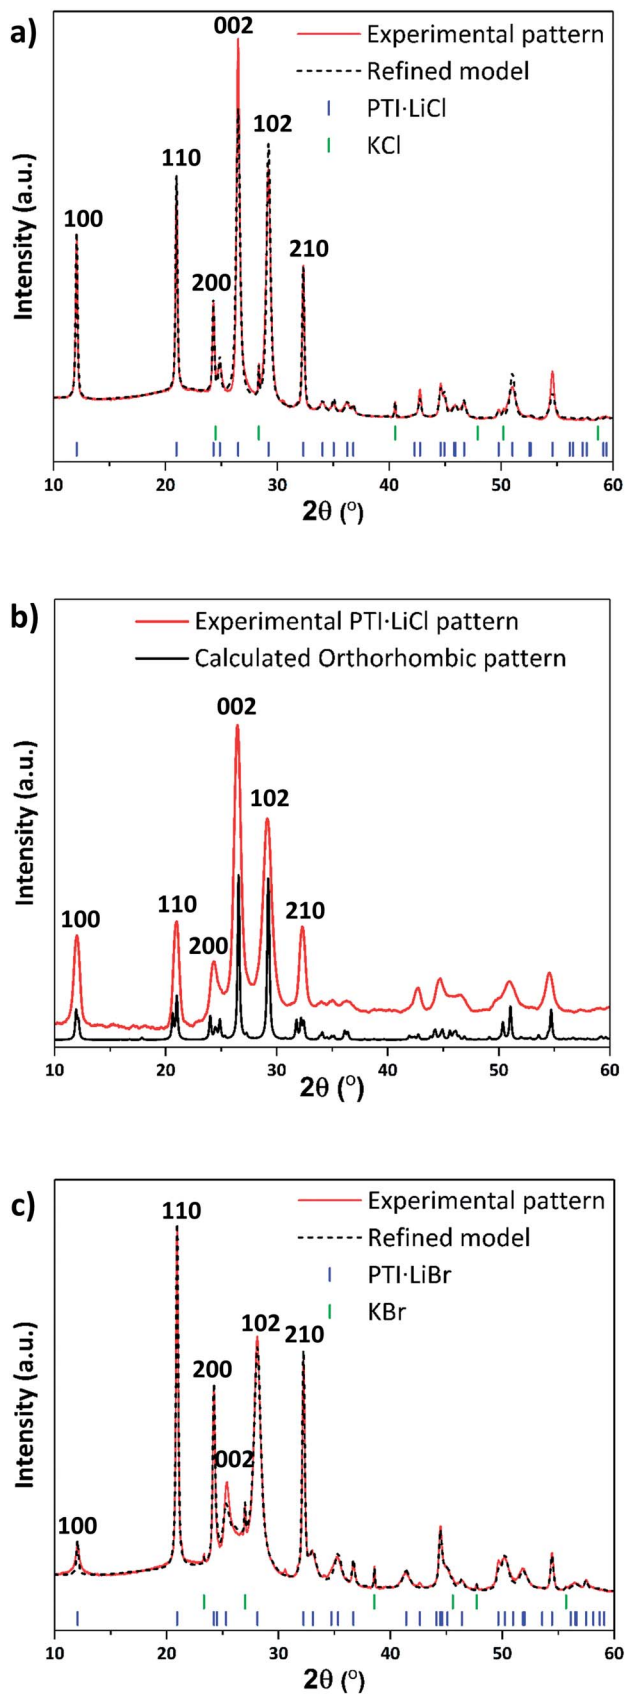 a)
002
Experimental pattern
Refined model
PTI·LiCl
KCl
102
110
100
210
200
Intensity (a.u.)
10 20 30 40 50 60
2θ (°)
b)
Experimental PTI·LiCl pattern
Calculated Orthorhombic pattern
002
102
100
110
200
210
Intensity (a.u.)
10 20 30 40 50 60
2θ (°)
c)
110
Experimental pattern
Refined model
PTI·LiBr
KBr
102
210
200
002
100
Intensity (a.u.)
10 20 30 40 50 60
2θ (°)